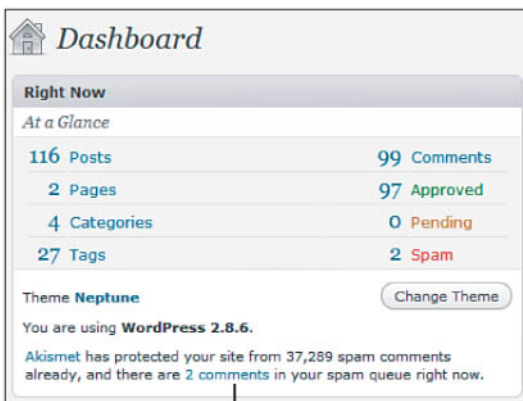 Dashboard
Right Now
At a Glance
116 Posts 99 Comments
2 Pages 97 Approved
4 Categories 0 Pending
27 Tags 2 Spam
Theme Neptune Change Theme
You are using WordPress 2.8.6.
Akismet has protected your site from 37,289 spam comments
already, and there are 2 comments in your spam queue right now.